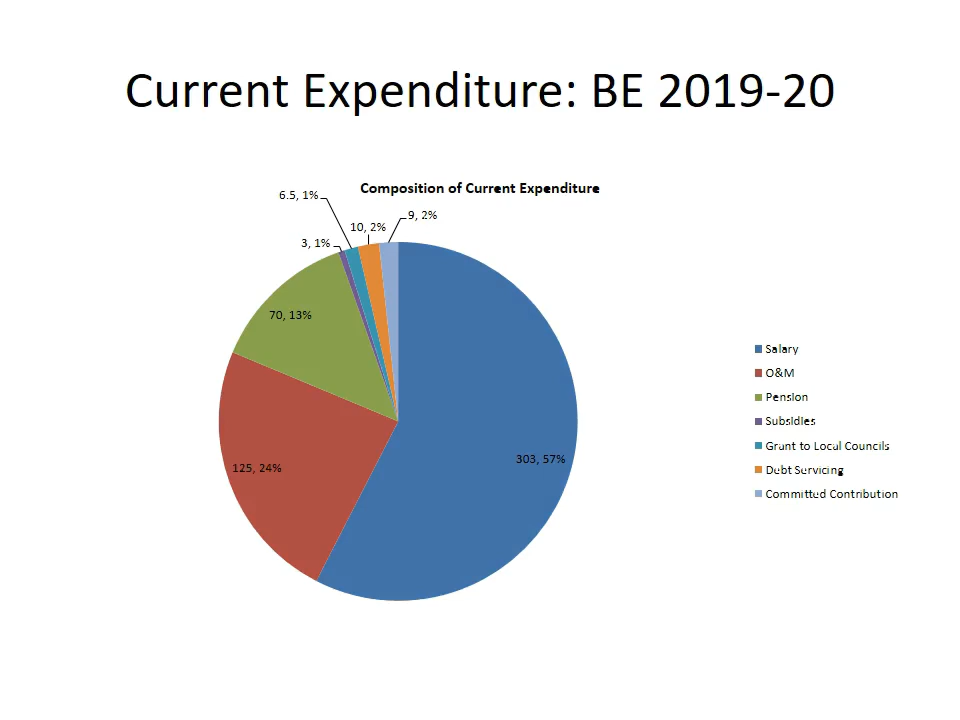 Current Expenditure: BE 2019-20
Composition of Current Expenditure
6.5, 1%
9, 2%
10, 2%
3, 1%
70, 13%
303, 57%
125, 24%
Salary
O&M
Pension
Subsidies
Grant to Local Councils
Debt Servicing
Committed Contribution